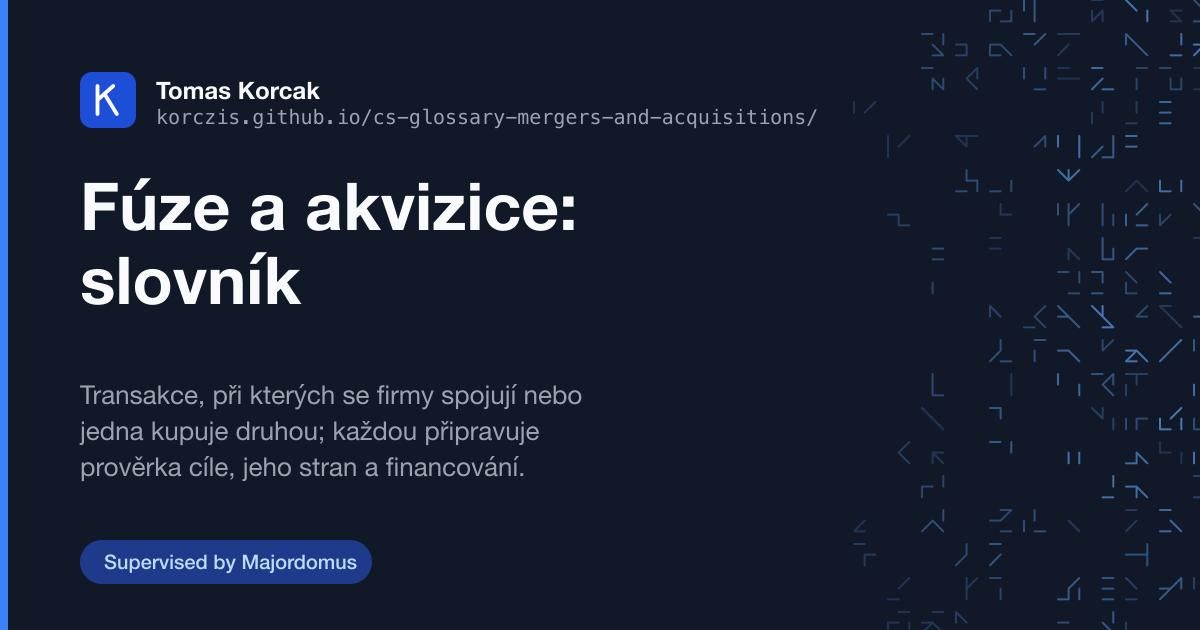 Tomas Korcak
korczis.github.io/cs-glossary-mergers-and-acquisitions/
Fúze a akvizice:
slovník
Transakce, při kterých se firmy spojují nebo
jedna kupuje druhou; každou připravuje
prověrka cíle, jeho stran a financování.
Supervised by Majordomus